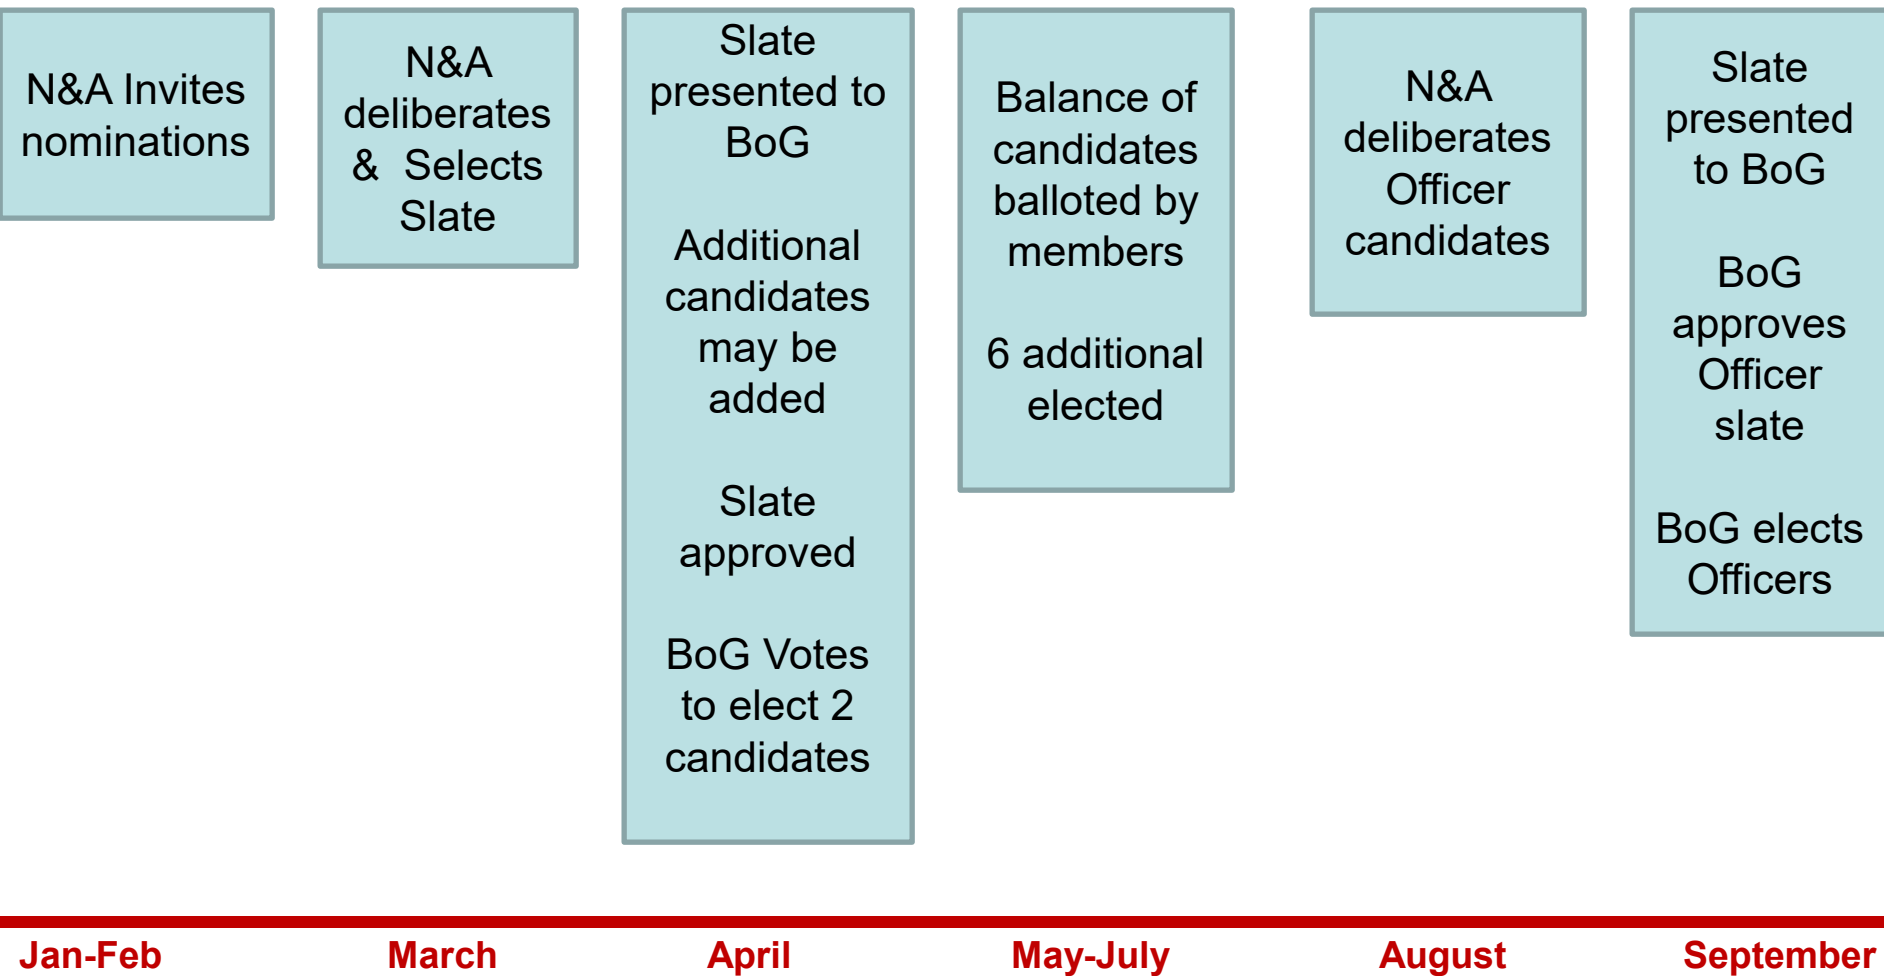 N&A Invites
nominations
N&A
deliberates
& Selects
Slate
Slate
presented to
BoG
Additional
candidates
may be
added
Slate
approved
BoG Votes
to elect 2
candidates
Balance of
candidates
balloted by
members
6 additional
elected
N&A
deliberates
Officer
candidates
Slate
presented
to BoG
BoG
approves
Officer
slate
BoG elects
Officers
Jan-Feb
March
April
May-July
August
September